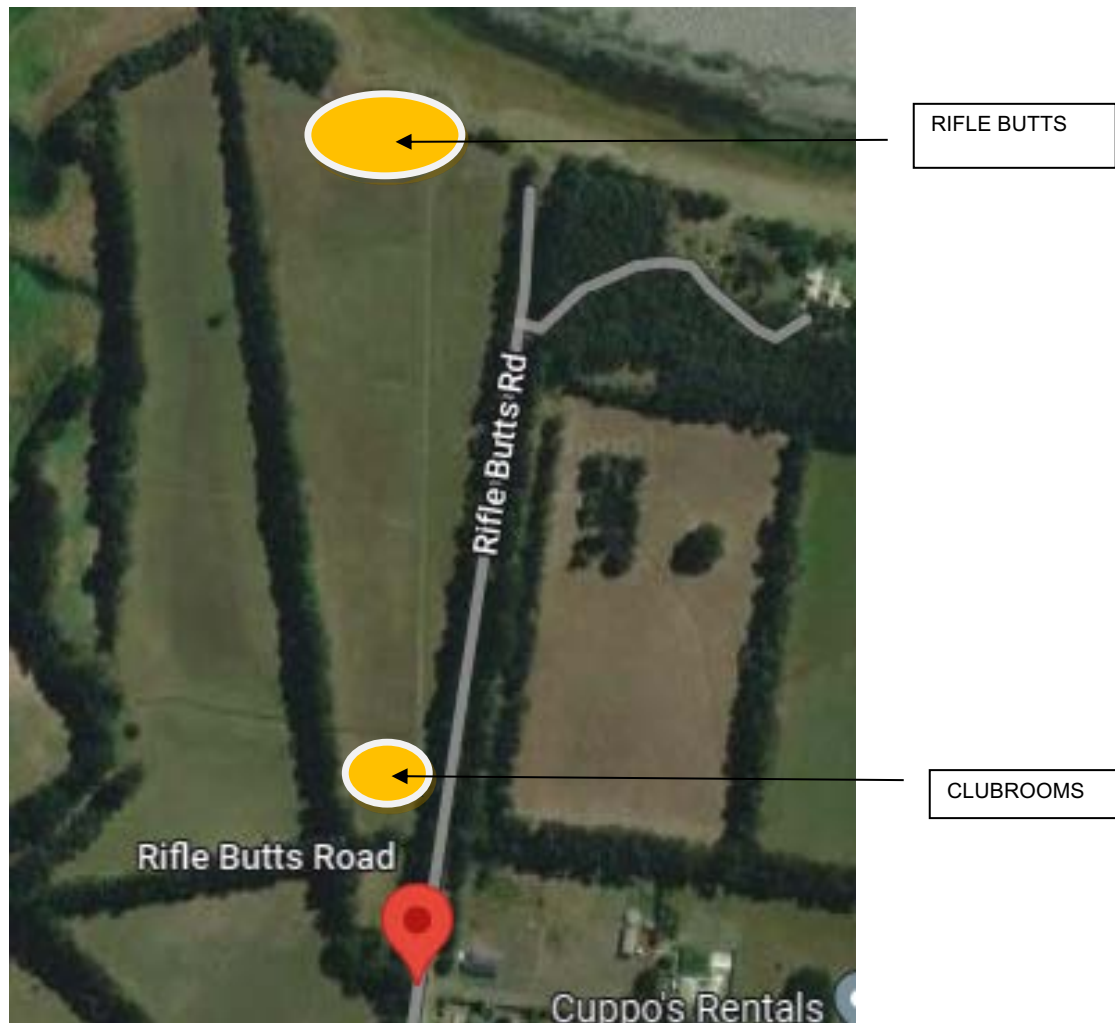 RIFLE BUTTS
Rifle Butts Rd
CLUBROOMS
Rifle Butts Road
Cuppo's Rentals